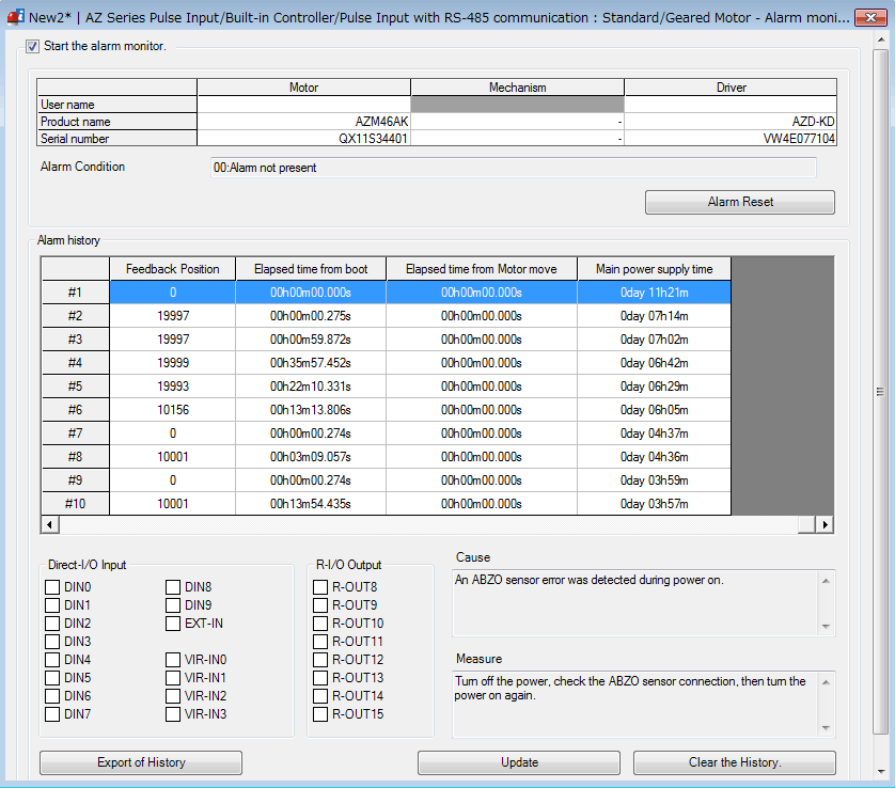 New2* | AZ Series Pulse Input/Built-in Controller/Pulse Input with RS-485 communication : Standard/Geared Motor - Alarm moni...
Start the alarm monitor.
Motor Mechanism Driver
User name
Product name AZM46AK - AZD-KD
Serial number QX11S34401 - VW4E077104
Alarm Condition 00:Alarm not present
Alarm Reset
Alarm history
Feedback Position Elapsed time from boot Elapsed time from Motor move Main power supply time
#1 0 00h00m00.000s 00h00m00.000s 0day 11h21m
#2 19997 00h00m00.275s 00h00m00.000s 0day 07h14m
#3 19997 00h00m59.872s 00h00m00.000s 0day 07h02m
#4 19999 00h35m57.452s 00h00m00.000s 0day 06h42m
#5 19993 00h22m10.331s 00h00m00.000s 0day 06h29m
#6 10156 00h13m13.806s 00h00m00.000s 0day 06h05m
#7 0 00h00m00.274s 00h00m00.000s 0day 04h37m
#8 10001 00h03m09.057s 00h00m00.000s 0day 04h36m
#9 0 00h00m00.274s 00h00m00.000s 0day 03h59m
#10 10001 00h13m54.435s 00h00m00.000s 0day 03h57m
Direct-I/O Input
DIN0 DIN8
DIN1 DIN9
DIN2 EXT-IN
DIN3
DIN4 VIR-IN0
DIN5 VIR-IN1
DIN6 VIR-IN2
DIN7 VIR-IN3
R-I/O Output
R-OUT8
R-OUT9
R-OUT10
R-OUT11
R-OUT12
R-OUT13
R-OUT14
R-OUT15
Cause
An ABZO sensor error was detected during power on.
Measure
Turn off the power, check the ABZO sensor connection, then turn the
power on again.
Export of History Update Clear the History.